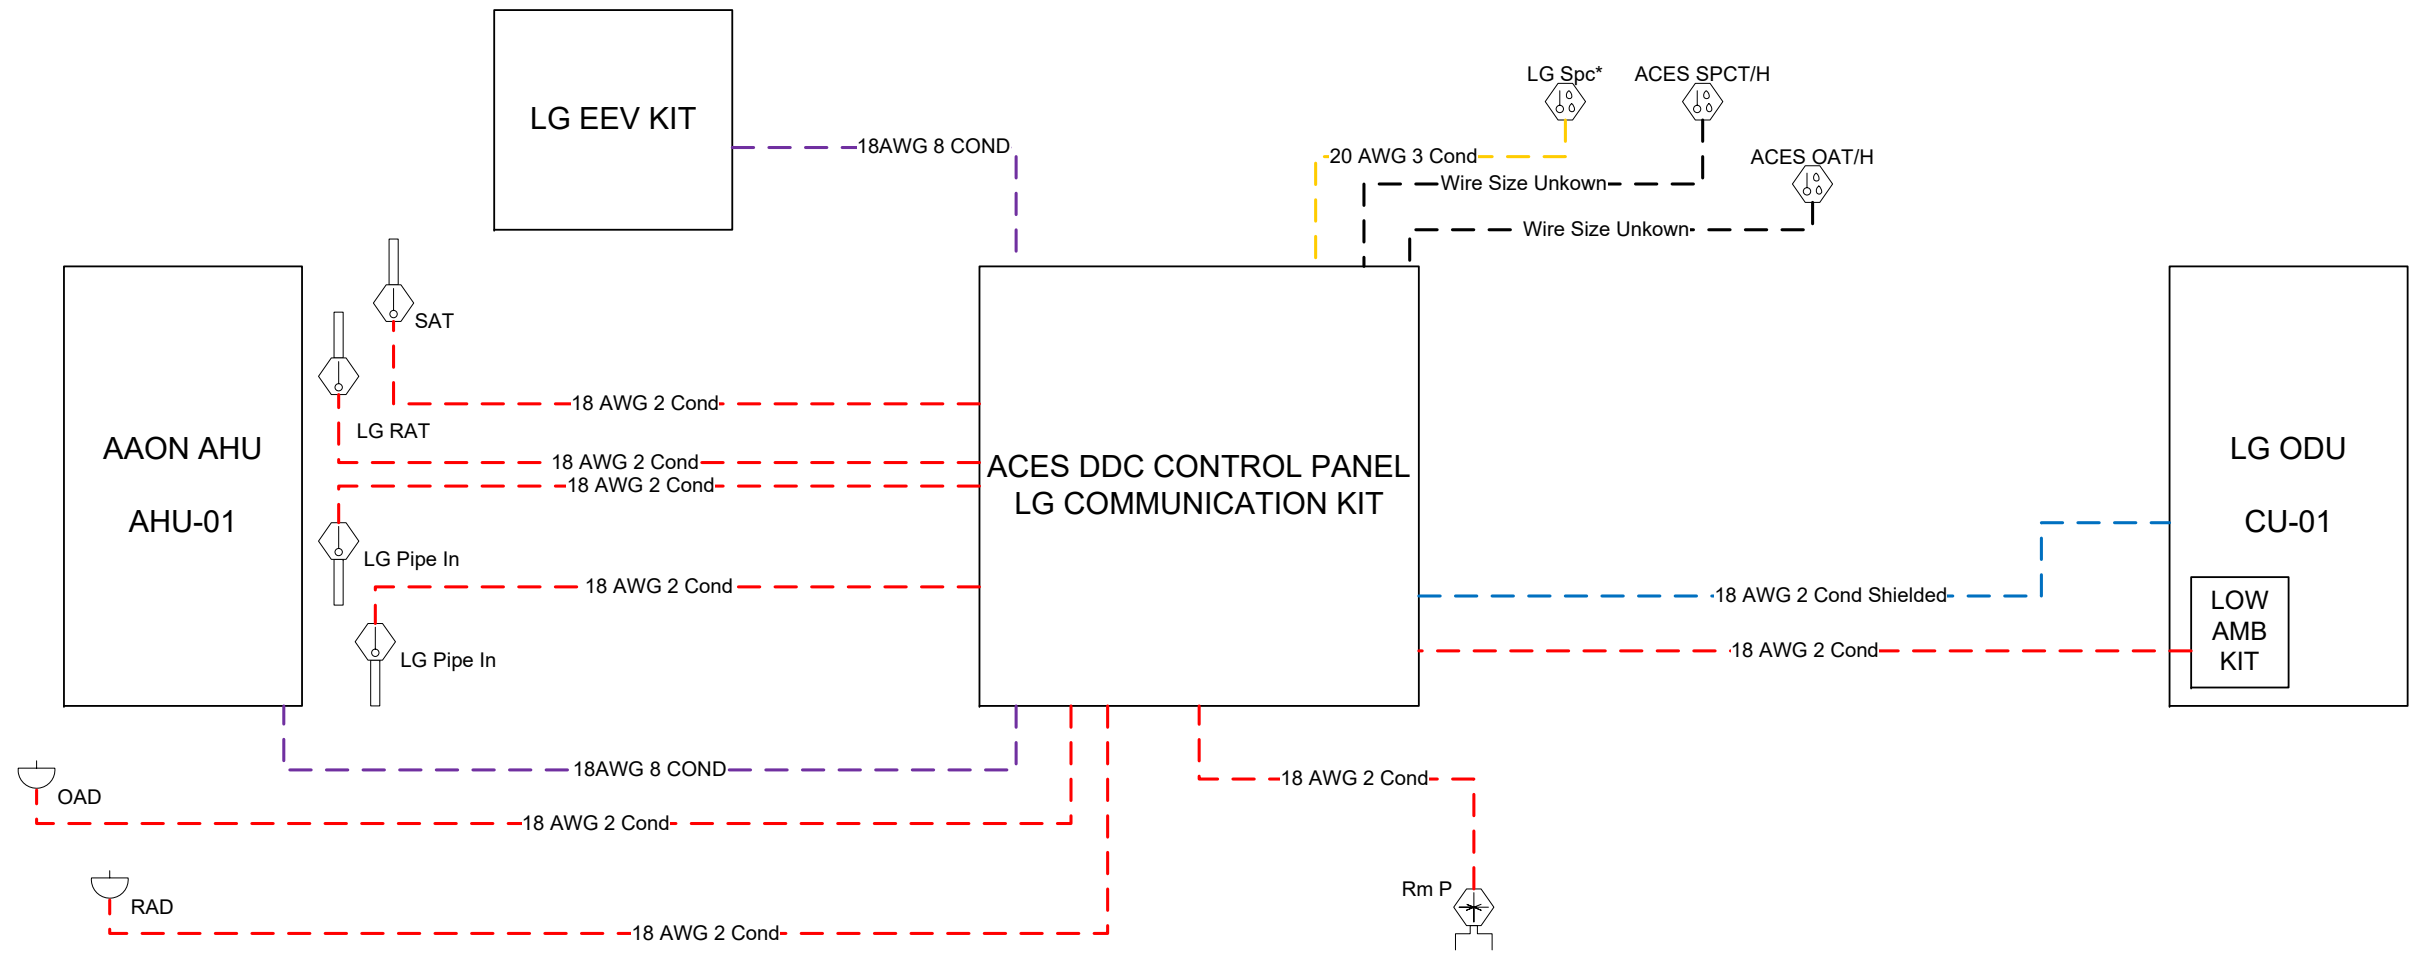 LG EEV KIT
18AWG 8 COND
LG Spc*
ACES SPCT/H
20 AWG 3 Cond
ACES OAT/H
Wire Size Unkown
Wire Size Unkown
SAT
18 AWG 2 Cond
LG RAT
18 AWG 2 Cond
18 AWG 2 Cond
AAON AHU
AHU-01
ACES DDC CONTROL PANEL
LG COMMUNICATION KIT
LG ODU
CU-01
LG Pipe In
18 AWG 2 Cond
18 AWG 2 Cond Shielded
LOW
AMB
KIT
LG Pipe In
18 AWG 2 Cond
18AWG 8 COND
18 AWG 2 Cond
OAD
18 AWG 2 Cond
Rm P
RAD
18 AWG 2 Cond